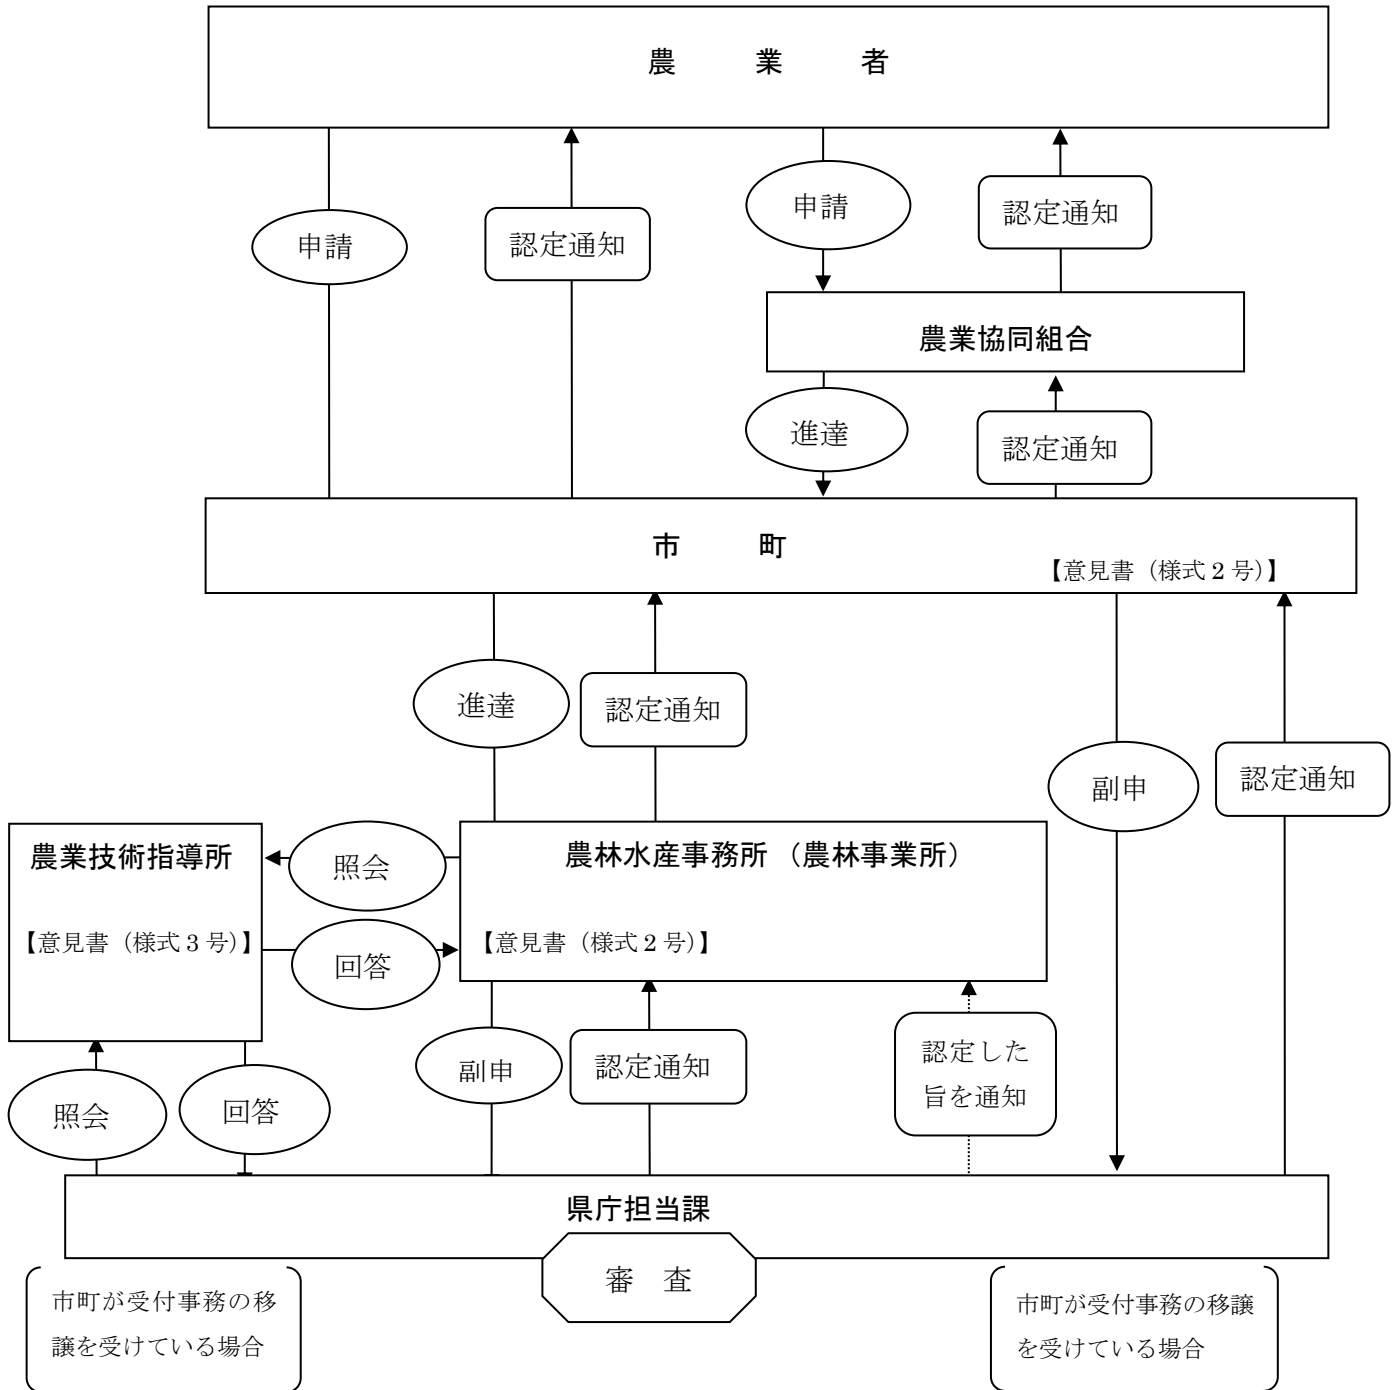 農　業　者
申請
認定通知
申請
認定通知
農業協同組合
進達
認定通知
市　町
【意見書（様式２号）】
進達
認定通知
副申
認定通知
農業技術指導所
【意見書（様式３号）】
照会
回答
農林水産事務所（農林事業所）
【意見書（様式２号）】
照会
回答
副申
認定通知
認定した
旨を通知
県庁担当課
審　査
市町が受付事務の移
譲を受けている場合
市町が受付事務の移譲
を受けている場合